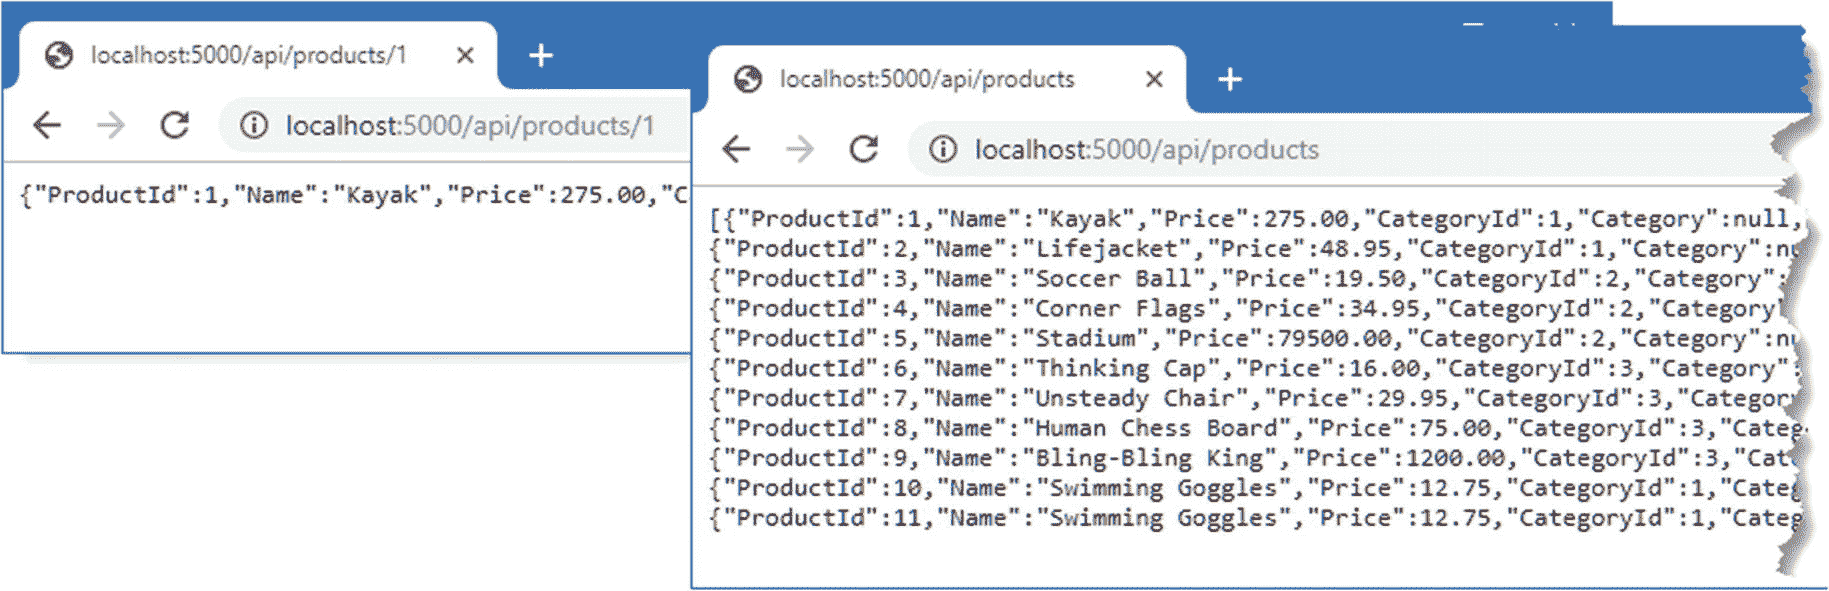 localhost:5000/api/products/1
localhost:5000/api/products/1
{"ProductId":1,"Name":"Kayak","Price":275.00,"C
localhost:5000/api/products
localhost:5000/api/products
[{"ProductId":1,"Name":"Kayak","Price":275.00,"CategoryId":1,"Category":null,
{"ProductId":2,"Name":"Lifejacket","Price":48.95,"CategoryId":1,"Category":nu
{"ProductId":3,"Name":"Soccer Ball","Price":19.50,"CategoryId":2,"Category":
{"ProductId":4,"Name":"Corner Flags","Price":34.95,"CategoryId":2,"Category
{"ProductId":5,"Name":"Stadium","Price":79500.00,"CategoryId":2,"Category":nu
{"ProductId":6,"Name":"Thinking Cap","Price":16.00,"CategoryId":3,"Category":
{"ProductId":7,"Name":"Unsteady Chair","Price":29.95,"CategoryId":3,"Category
{"ProductId":8,"Name":"Human Chess Board","Price":75.00,"CategoryId":3,"Categ
{"ProductId":9,"Name":"Bling-Bling King","Price":1200.00,"CategoryId":3,"Cat
{"ProductId":10,"Name":"Swimming Goggles","Price":12.75,"CategoryId":1,"Categ
{"ProductId":11,"Name":"Swimming Goggles","Price":12.75,"CategoryId":1,"Categ